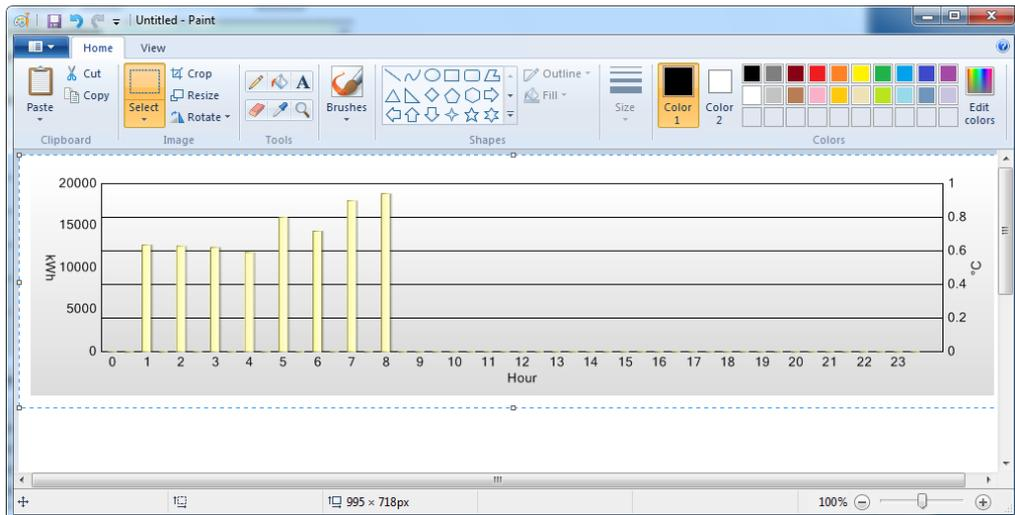 Untitled - Paint
Home View
Paste
Cut
Copy
Clipboard
Select
Crop
Resize
Rotate
Image
A
Tools
Brushes
Outline
Fill
Shapes
Size
Color 1
Color 2
Edit colors
Colors
20000
15000
10000
5000
0
kWh
1
0.8
0.6
0.4
0.2
0
°C
0 1 2 3 4 5 6 7 8 9 10 11 12 13 14 15 16 17 18 19 20 21 22 23
Hour
995 × 718px
100%